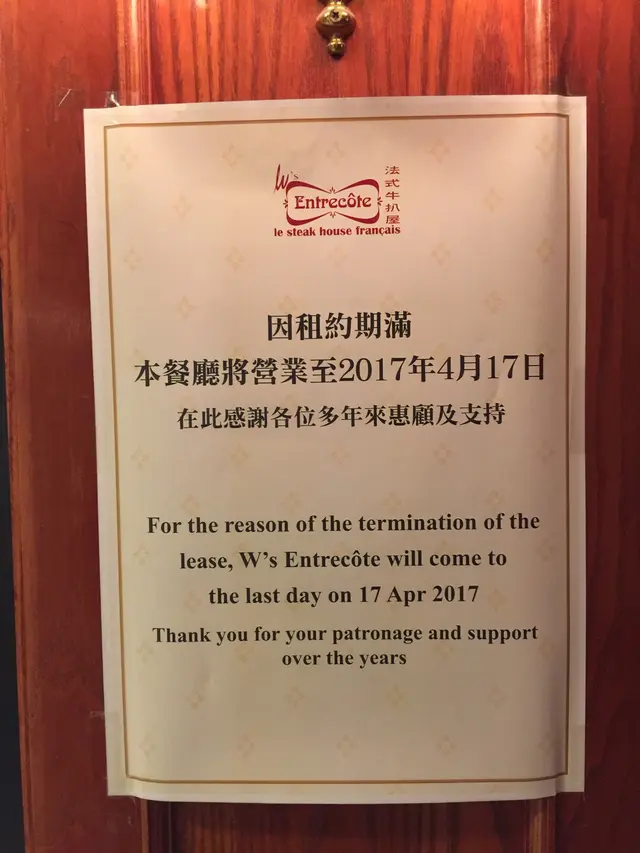 W's
Entrecôte
法式牛扒屋
le steak house français
因租約期滿
本餐廳將營業至2017年4月17日
在此感謝各位多年來惠顧及支持
For the reason of the termination of the
lease, W's Entrecôte will come to
the last day on 17 Apr 2017
Thank you for your patronage and support
over the years